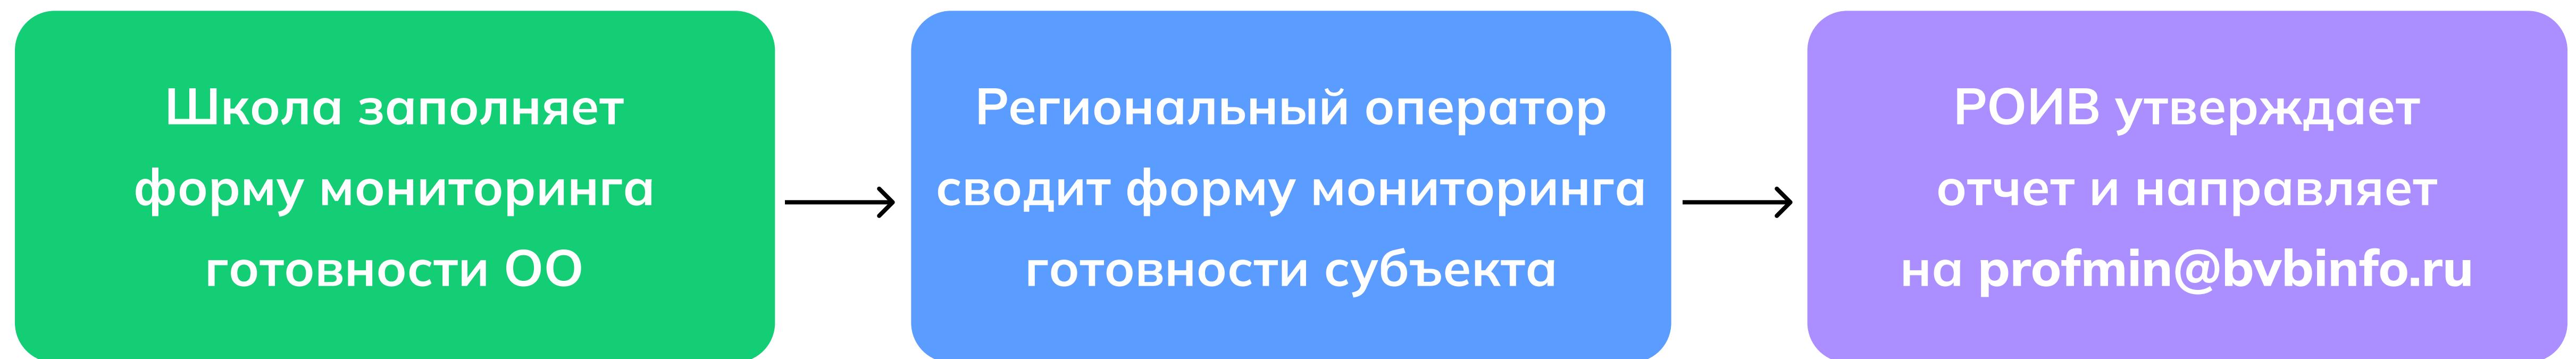 Школа заполняет
форму мониторинга
готовности ОО
Региональный оператор
сводит форму мониторинга
готовности субъекта
РОИВ утверждает
отчет и направляет
на profmin@bvbinfo.ru